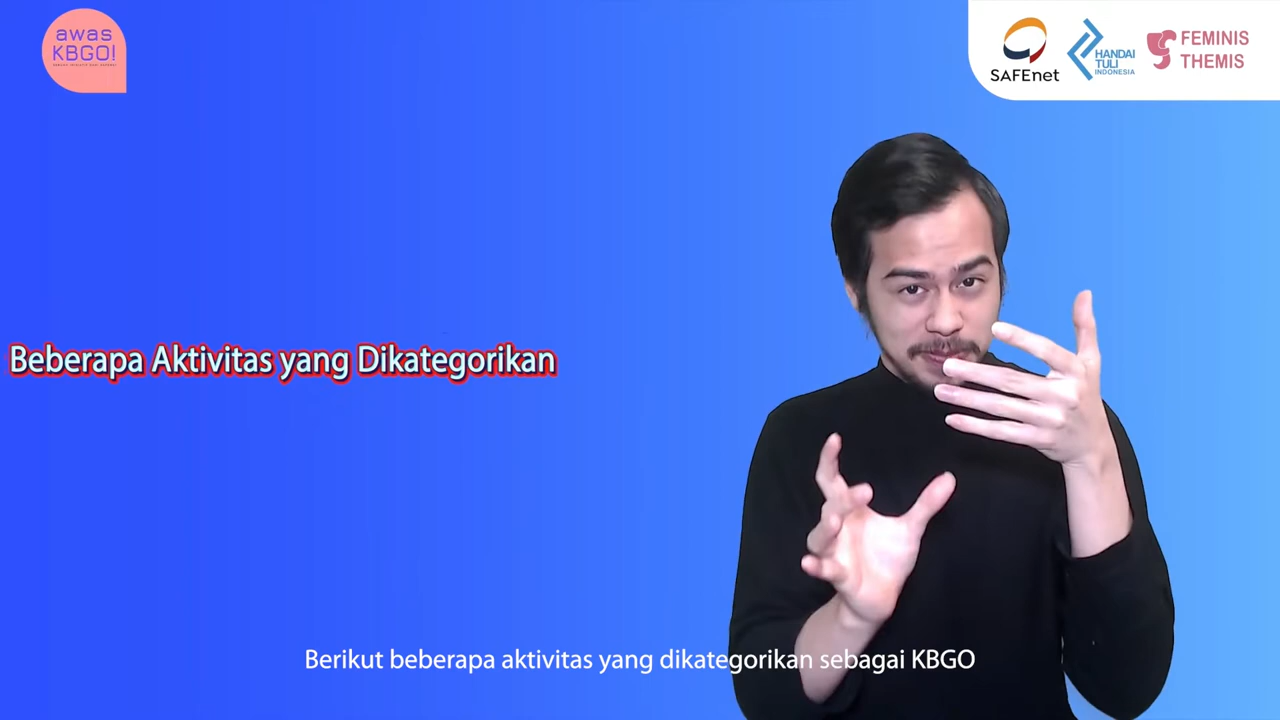 awas
KBGO!
SAFEnet
HANDAI
TULI
INDONESIA
FEMINIS
THEMIS
Beberapa Aktivitas yang Dikategorikan
Berikut beberapa aktivitas yang dikategorikan sebagai KBGO